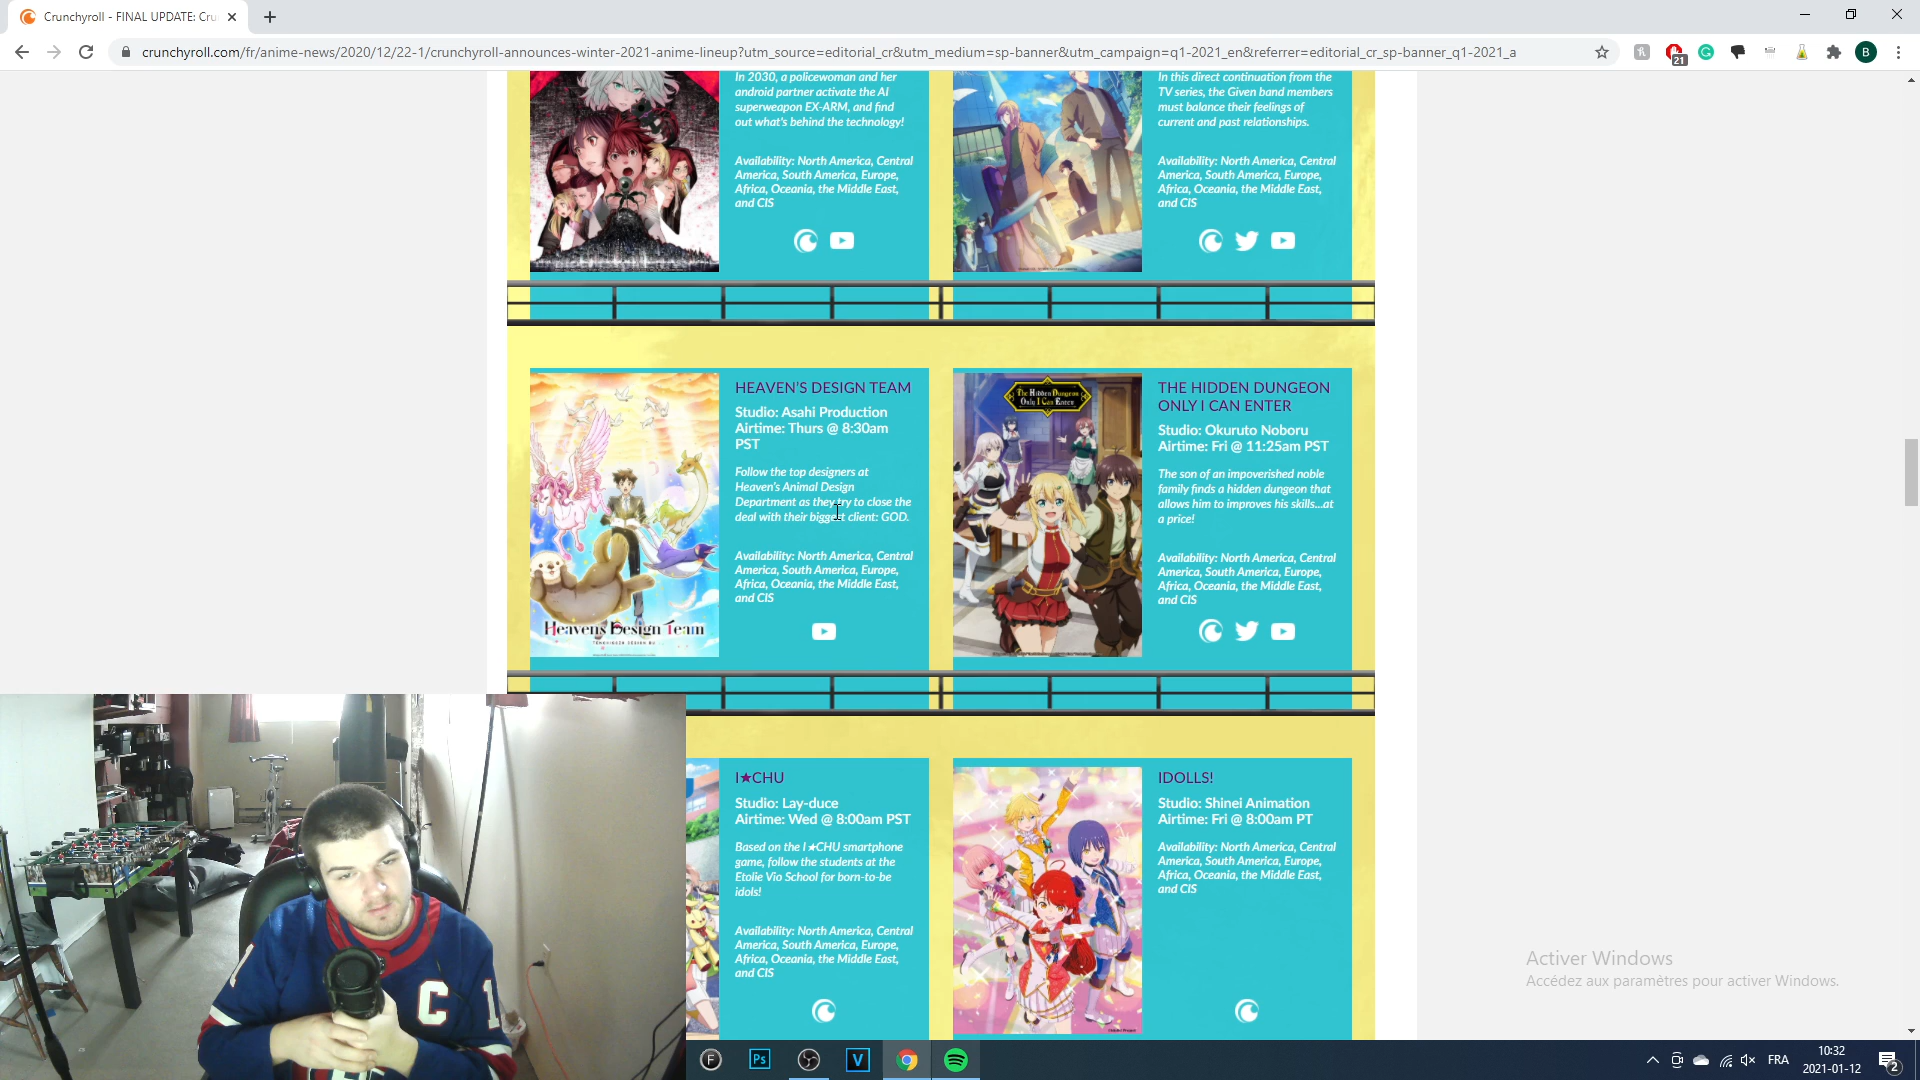 Crunchyroll - FINAL UPDATE: Cru
crunchyroll.com/fr/anime-news/2020/12/22-1/crunchyroll-announces-winter-2021-anime-lineup?utm_source=editorial_cr&utm_medium=sp-banner&utm_campaign=q1-2021_en&referrer=editorial_cr_sp-banner_q1-2021_a
21
B
In 2030, a policewoman and her
android partner activate the AI
superweapon EX-ARM, and find
out what's behind the technology!
Availability: North America, Central
America, South America, Europe,
Africa, Oceania, the Middle East,
and CIS
In this direct continuation from the
TV series, the Given band members
must balance their feelings of
current and past relationships.
Availability: North America, Central
America, South America, Europe,
Africa, Oceania, the Middle East,
and CIS
Heavens Design Team
HEAVEN'S DESIGN TEAM
Studio: Asahi Production
Airtime: Thurs @ 8:30am
PST
Follow the top designers at
Heaven's Animal Design
Department as they try to close the
deal with their biggest client: GOD.
Availability: North America, Central
America, South America, Europe,
Africa, Oceania, the Middle East,
and CIS
The Hidden Dungeon
Only I Can Enter
THE HIDDEN DUNGEON
ONLY I CAN ENTER
Studio: Okuruto Noboru
Airtime: Fri @ 11:25am PST
The son of an impoverished noble
family finds a hidden dungeon that
allows him to improves his skills...at
a price!
Availability: North America, Central
America, South America, Europe,
Africa, Oceania, the Middle East,
and CIS
I★CHU
Studio: Lay-duce
Airtime: Wed @ 8:00am PST
Based on the I★CHU smartphone
game, follow the students at the
Etolie Vio School for born-to-be
idols!
Availability: North America, Central
America, South America, Europe,
Africa, Oceania, the Middle East,
and CIS
IDOLLS!
Studio: Shinei Animation
Airtime: Fri @ 8:00am PT
Availability: North America, Central
America, South America, Europe,
Africa, Oceania, the Middle East,
and CIS
C
1
Activer Windows
Accédez aux paramètres pour activer Windows.
F
Ps
V
FRA
10:32
2021-01-12
2